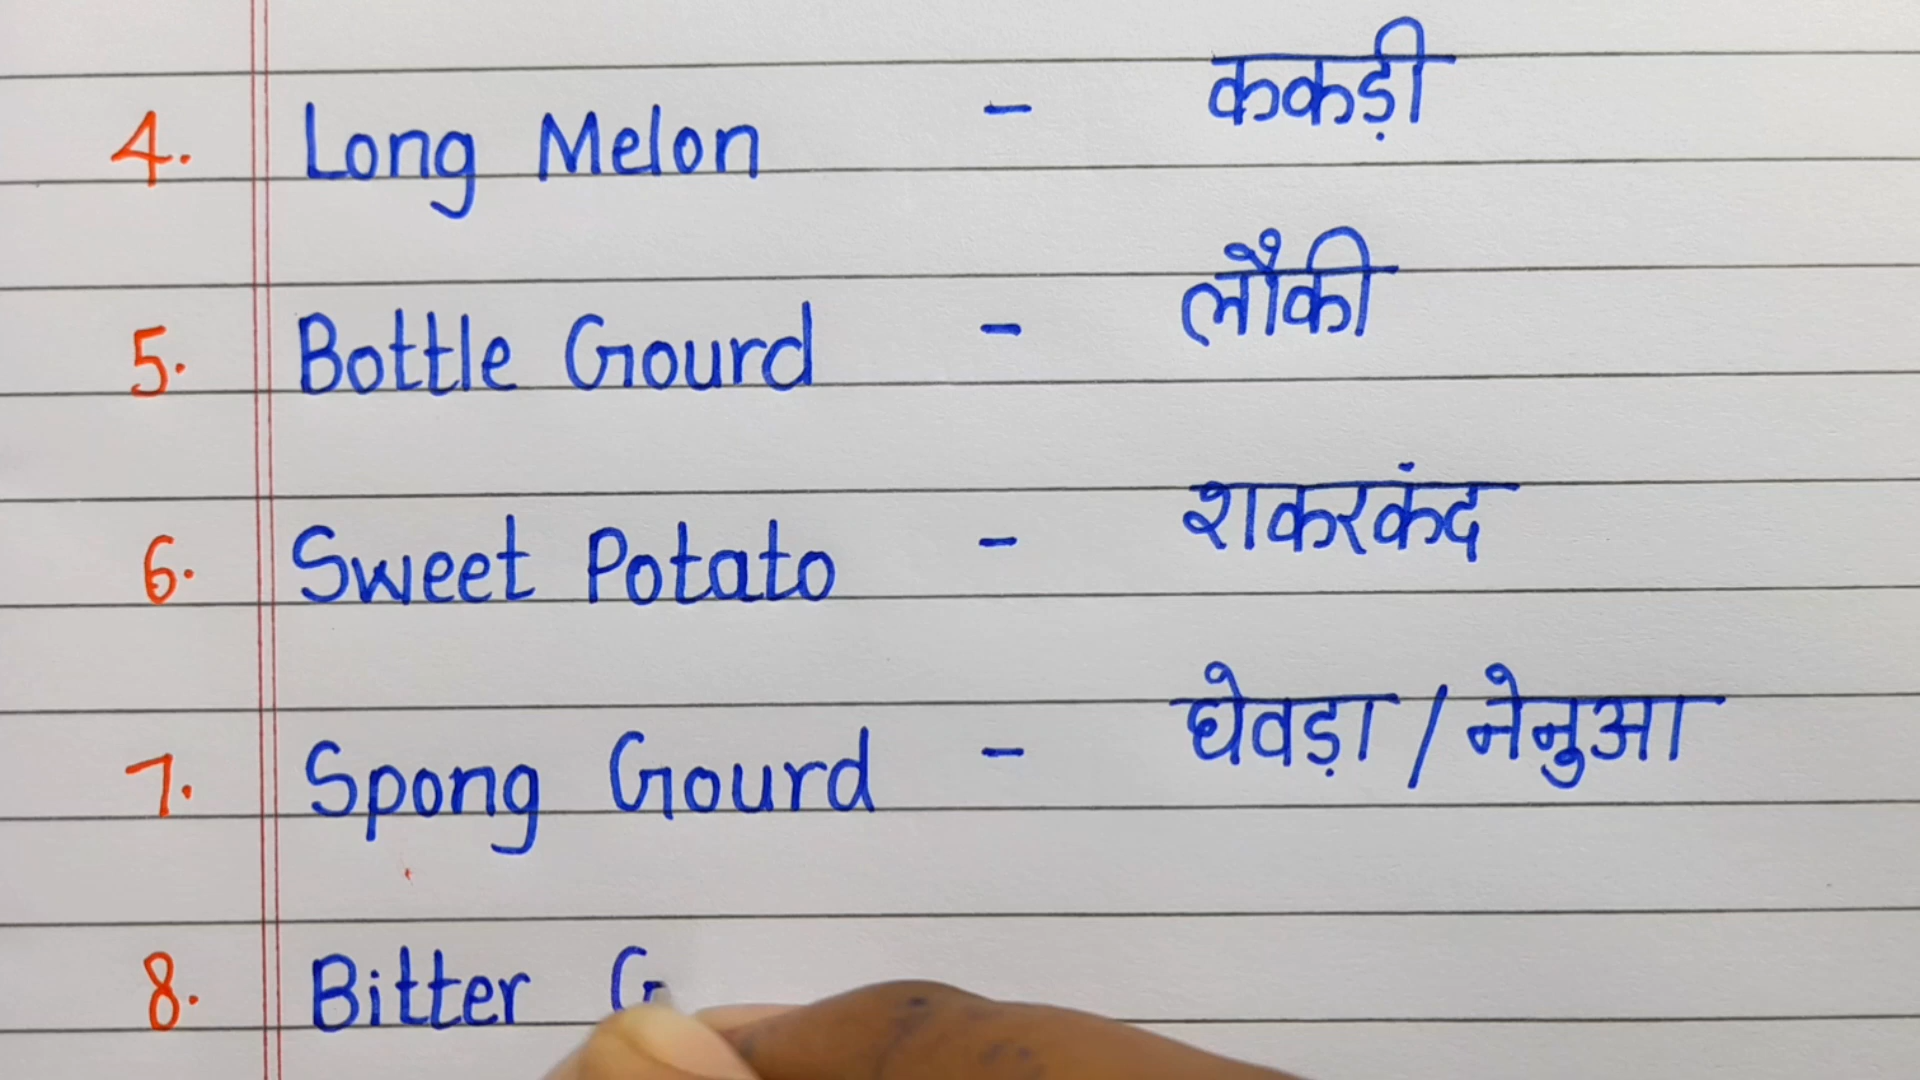 4. Long Melon - ककड़ी
5. Bottle Gourd - लौकी
6. Sweet Potato - शकरकंद
7. Spong Gourd - घेवड़ा / नेनुआ
8. Bitter G